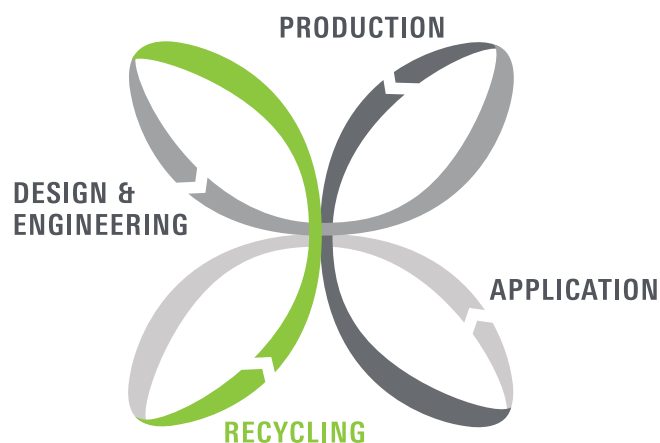 PRODUCTION
DESIGN &
ENGINEERING
APPLICATION
RECYCLING